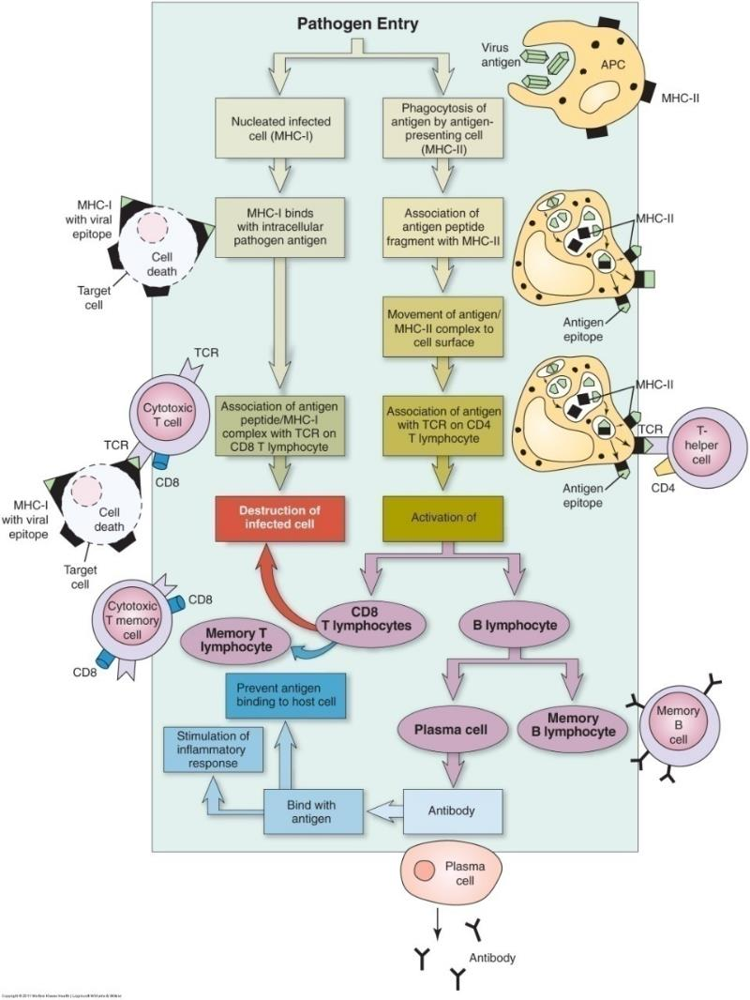 Pathogen Entry
Virus
antigen
APC
MHC-II
Nucleated infected
cell (MHC-I)
Phagocytosis of
antigen by antigen-
presenting cell
(MHC-II)
MHC-I
with viral
epitope
Cell
death
Target
cell
MHC-I binds
with intracellular
pathogen antigen
Association of
antigen peptide
fragment with MHC-II
MHC-II
Antigen
epitope
Movement of antigen/
MHC-II complex to
cell surface
TCR
Cytotoxic
T cell
TCR
CD8
Association of antigen
peptide/MHC-I
complex with TCR on
CD8 T lymphocyte
Association of antigen
with TCR on CD4
T lymphocyte
MHC-II
TCR
T-
helper
cell
CD4
Antigen
epitope
MHC-I
with viral
epitope
Cell
death
Target
cell
Destruction of
infected cell
Activation of
Cytotoxic
T memory
cell
CD8
CD8
CD8
T lymphocytes
B lymphocyte
Memory T
lymphocyte
Prevent antigen
binding to host cell
Stimulation of
inflammatory
response
Plasma cell
Memory
B lymphocyte
Memory
B
cell
Bind with
antigen
Antibody
Plasma
cell
Antibody